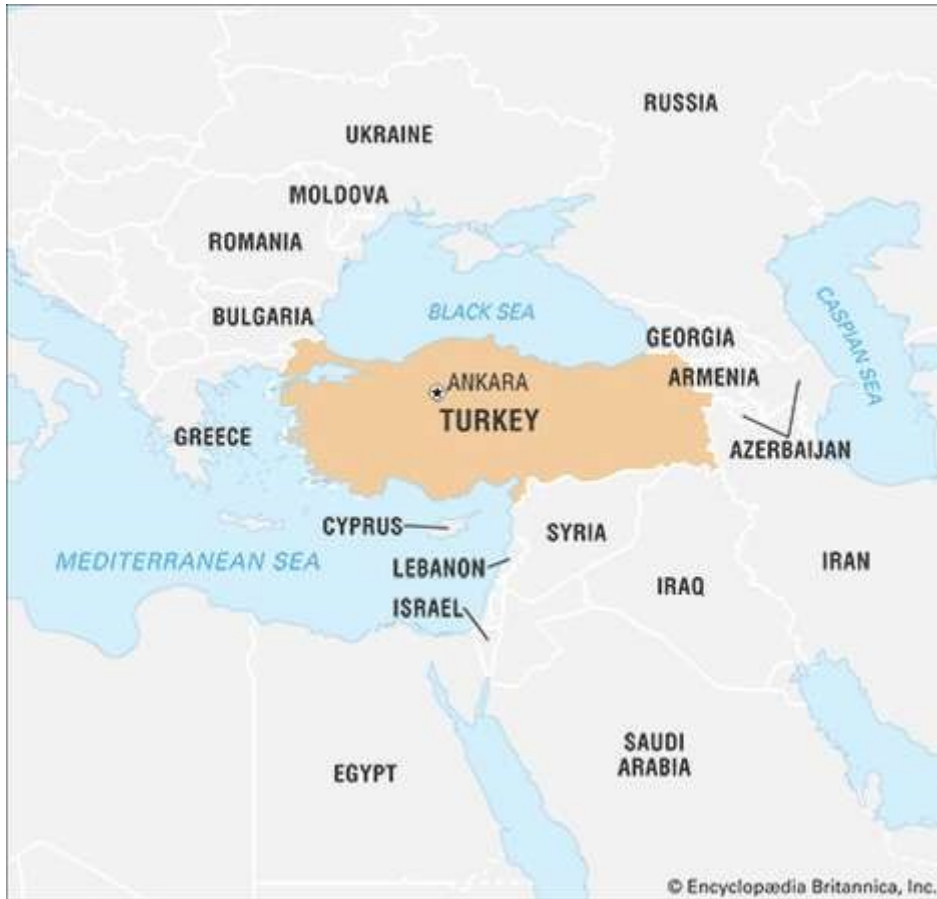 RUSSIA
UKRAINE
MOLDOVA
ROMANIA
BULGARIA
BLACK SEA
CASPIAN SEA
GEORGIA
ARMENIA
ANKARA
TURKEY
GREECE
AZERBAIJAN
CYPRUS
SYRIA
MEDITERRANEAN SEA
LEBANON
IRAN
IRAQ
ISRAEL
SAUDI
ARABIA
EGYPT
© Encyclopædia Britannica, Inc.